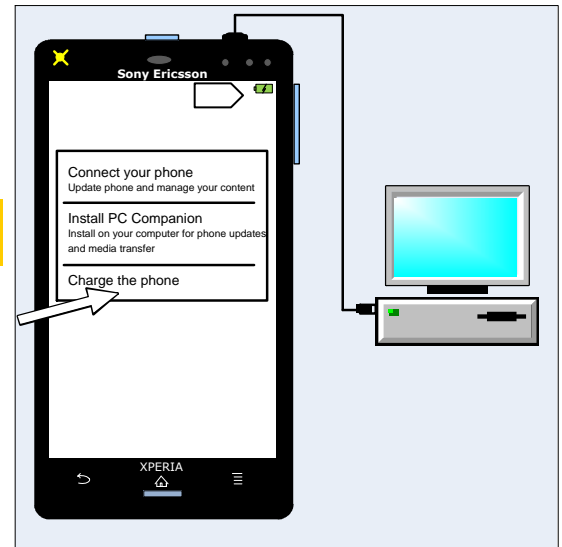 Sony Ericsson
Connect your phone
Update phone and manage your content
Install PC Companion
Install on your computer for phone updates
and media transfer
Charge the phone
XPERIA